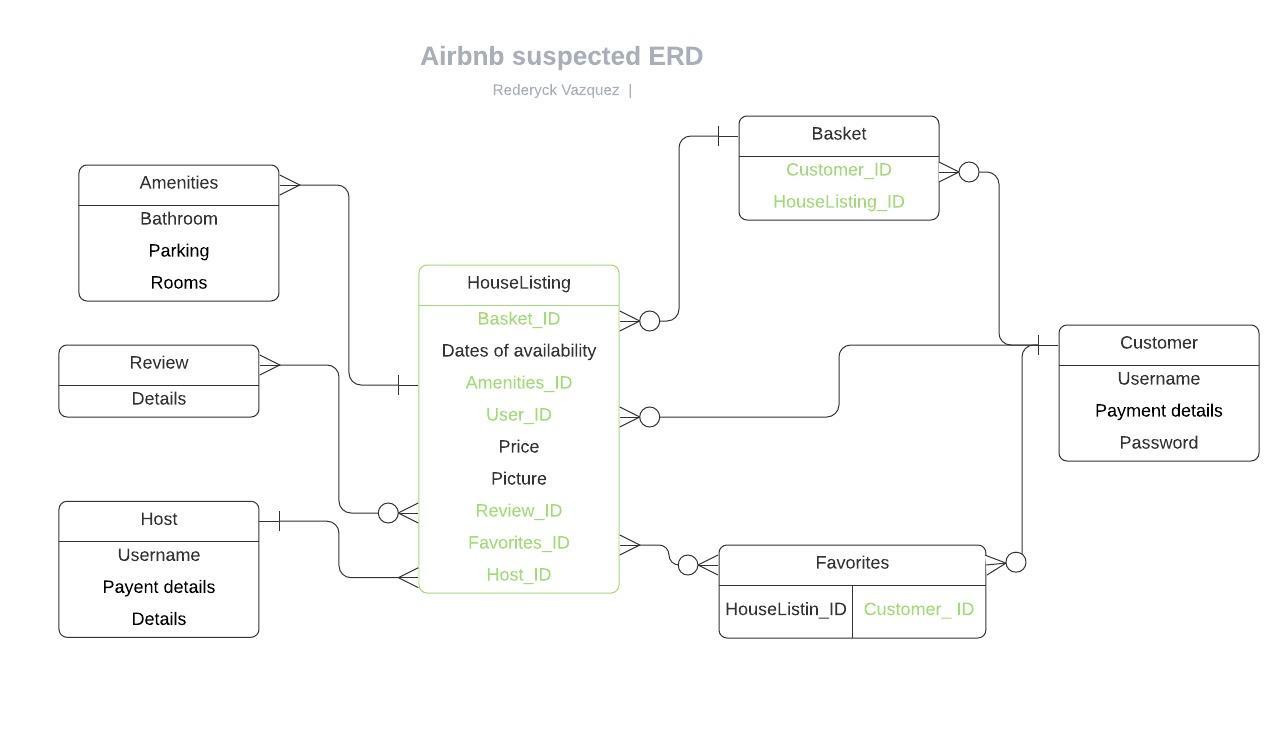 Airbnb suspected ERD
Rederyck Vazquez |
Basket
Customer_ID
HouseListing_ID
Amenities
Bathroom
Parking
Rooms
HouseListing
Basket_ID
Dates of availability
Amenities_ID
User_ID
Price
Picture
Review_ID
Favorites_ID
Host_ID
Review
Details
Customer
Username
Payment details
Password
Host
Username
Payent details
Details
Favorites
HouseListin_ID Customer_ ID